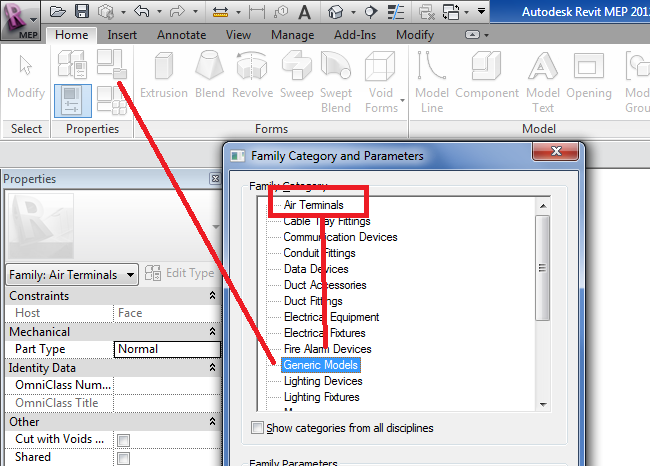 Autodesk Revit MEP 201
MEP
Home Insert Annotate View Manage Add-Ins Modify
Modify Extrusion Blend Revolve Sweep Swept Blend Void Forms Model Line Component Model Text Opening Model
Select Properties Forms Model
Properties
Family: Air Terminals Edit Type
Constraints
Host Face
Mechanical
Part Type Normal
Identity Data
OmniClass Num...
OmniClass Title
Other
Cut with Voids ...
Shared
Family Category and Parameters
Family Category
Air Terminals
Cable Tray Fittings
Communication Devices
Conduit Fittings
Data Devices
Duct Accessories
Duct Fittings
Electrical Equipment
Electrical Fixtures
Fire Alarm Devices
Generic Models
Lighting Devices
Lighting Fixtures
Show categories from all disciplines
Family Parameters